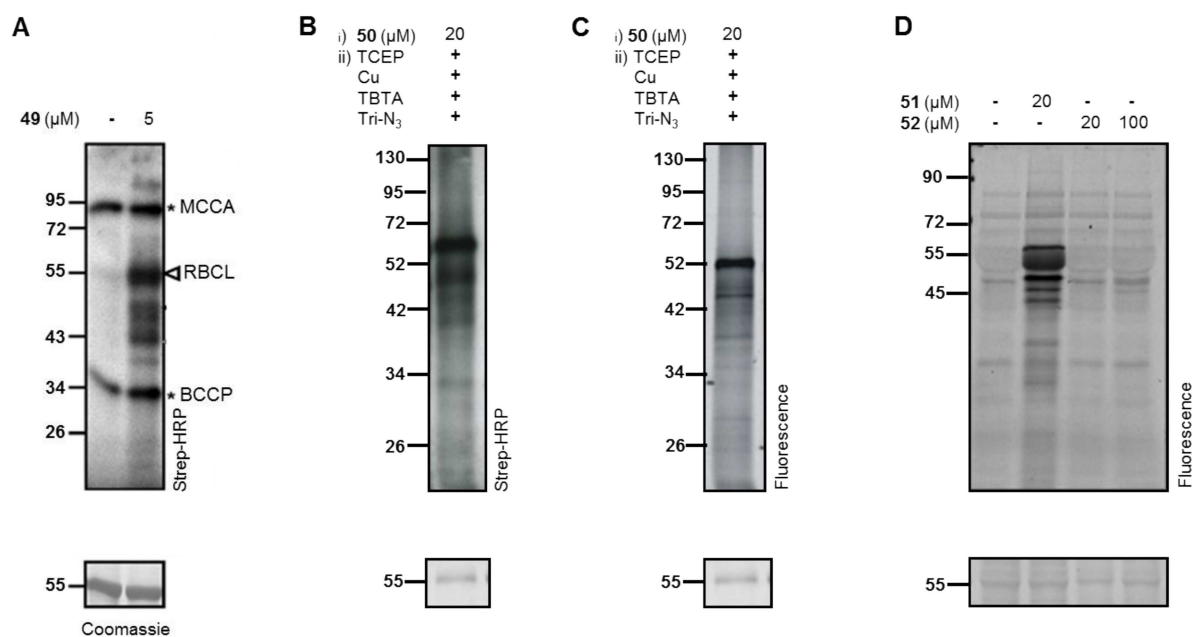 A
49 (μM) - 5
95
72
55
43
34
26
* MCCA
RBCL
* BCCP
Strep-HRP
55
Coomassie
B
i) 50 (μM) 20
ii) TCEP +
Cu +
TBTA +
Tri-N3 +
130
95
72
52
42
34
26
Strep-HRP
55
C
i) 50 (μM) 20
ii) TCEP +
Cu +
TBTA +
Tri-N3 +
130
95
72
52
42
34
26
Fluorescence
55
D
51 (μM) - 20 - -
52 (μM) - - 20 100
90
72
55
45
Fluorescence
55